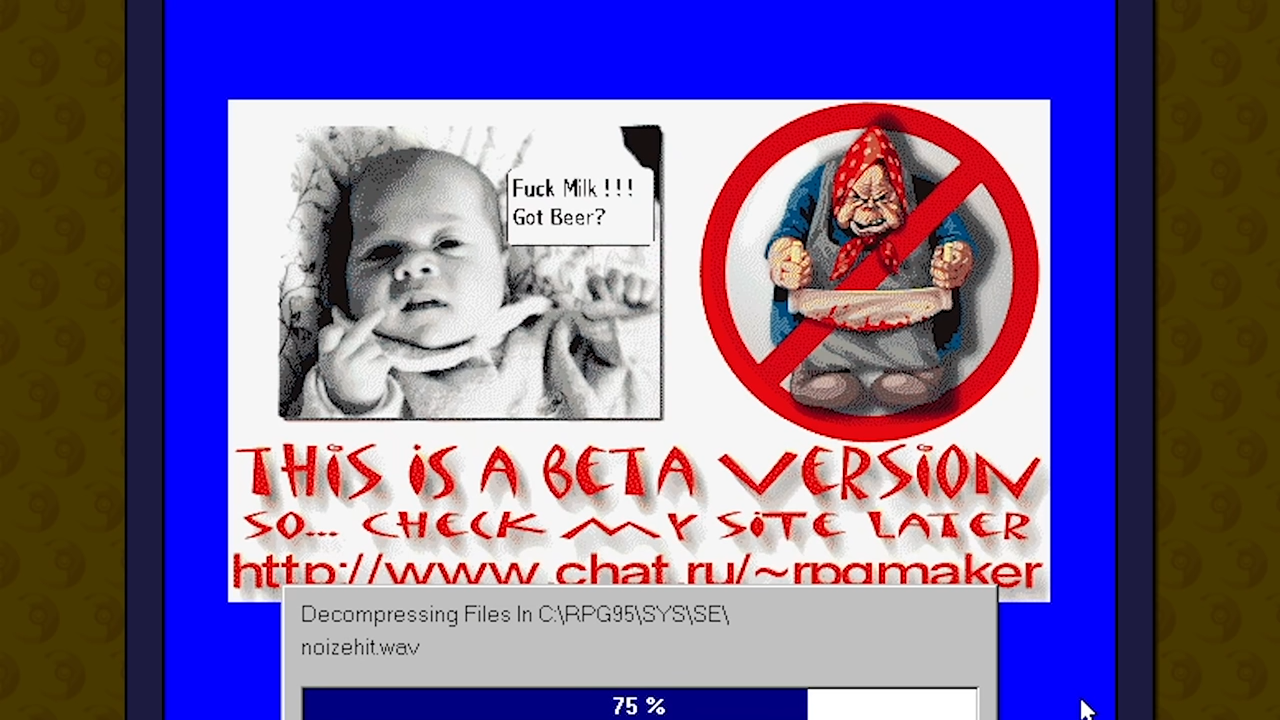 Fuck Milk !!!
Got Beer?
THiS iS A BETA VERSiON
SO... CHECK MY SiTE LATER
http://www.chat.ru/~rpgmaker
Decompressing Files In C:\RPG95\SYS\SE\
noizehit.wav
75 %